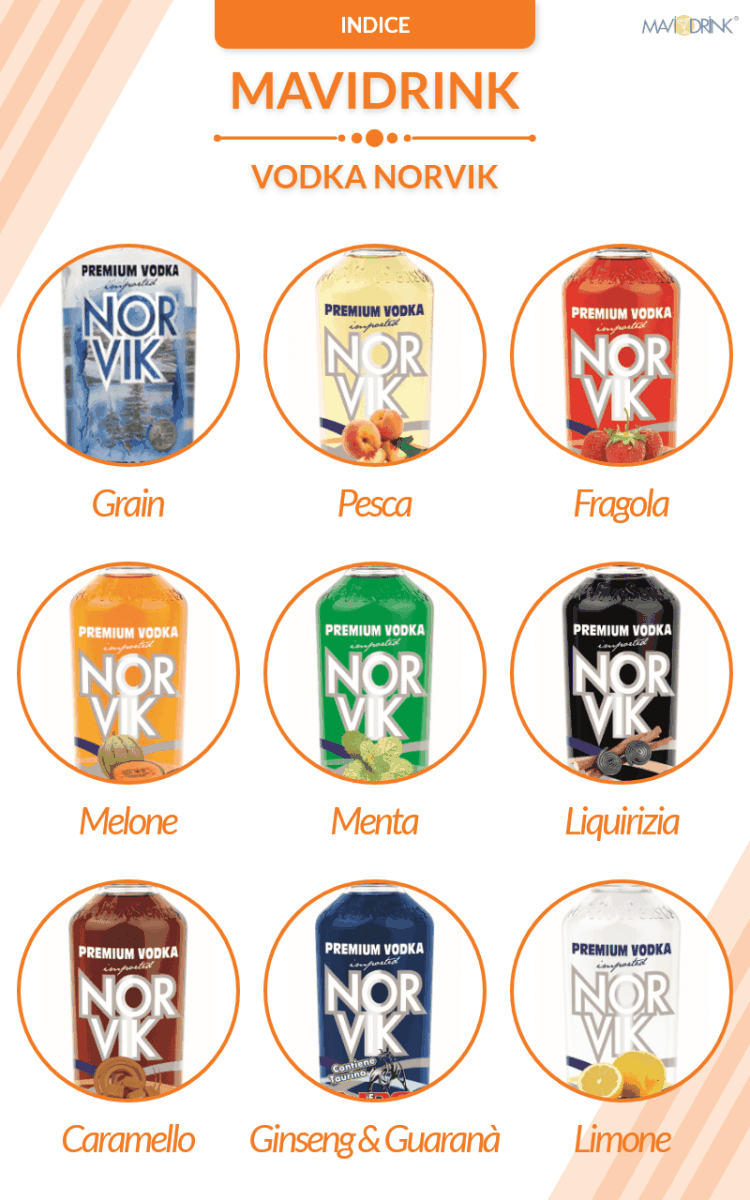 INDICE
MAVIDRINK®
MAVIDRINK
VODKA NORVIK
PREMIUM VODKA
imported
NOR
VIK
Grain
PREMIUM VODKA
imported
NOR
VIK
Pesca
PREMIUM VODKA
imported
NOR
VIK
Fragola
PREMIUM VODKA
imported
NOR
VIK
Melone
PREMIUM VODKA
imported
NOR
VIK
Menta
PREMIUM VODKA
imported
NOR
VIK
Liquirizia
PREMIUM VODKA
imported
NOR
VIK
Caramello
PREMIUM VODKA
imported
NOR
VIK
Contiene
Taurina
Ginseng & Guaranà
PREMIUM VODKA
imported
NOR
VIK
Limone